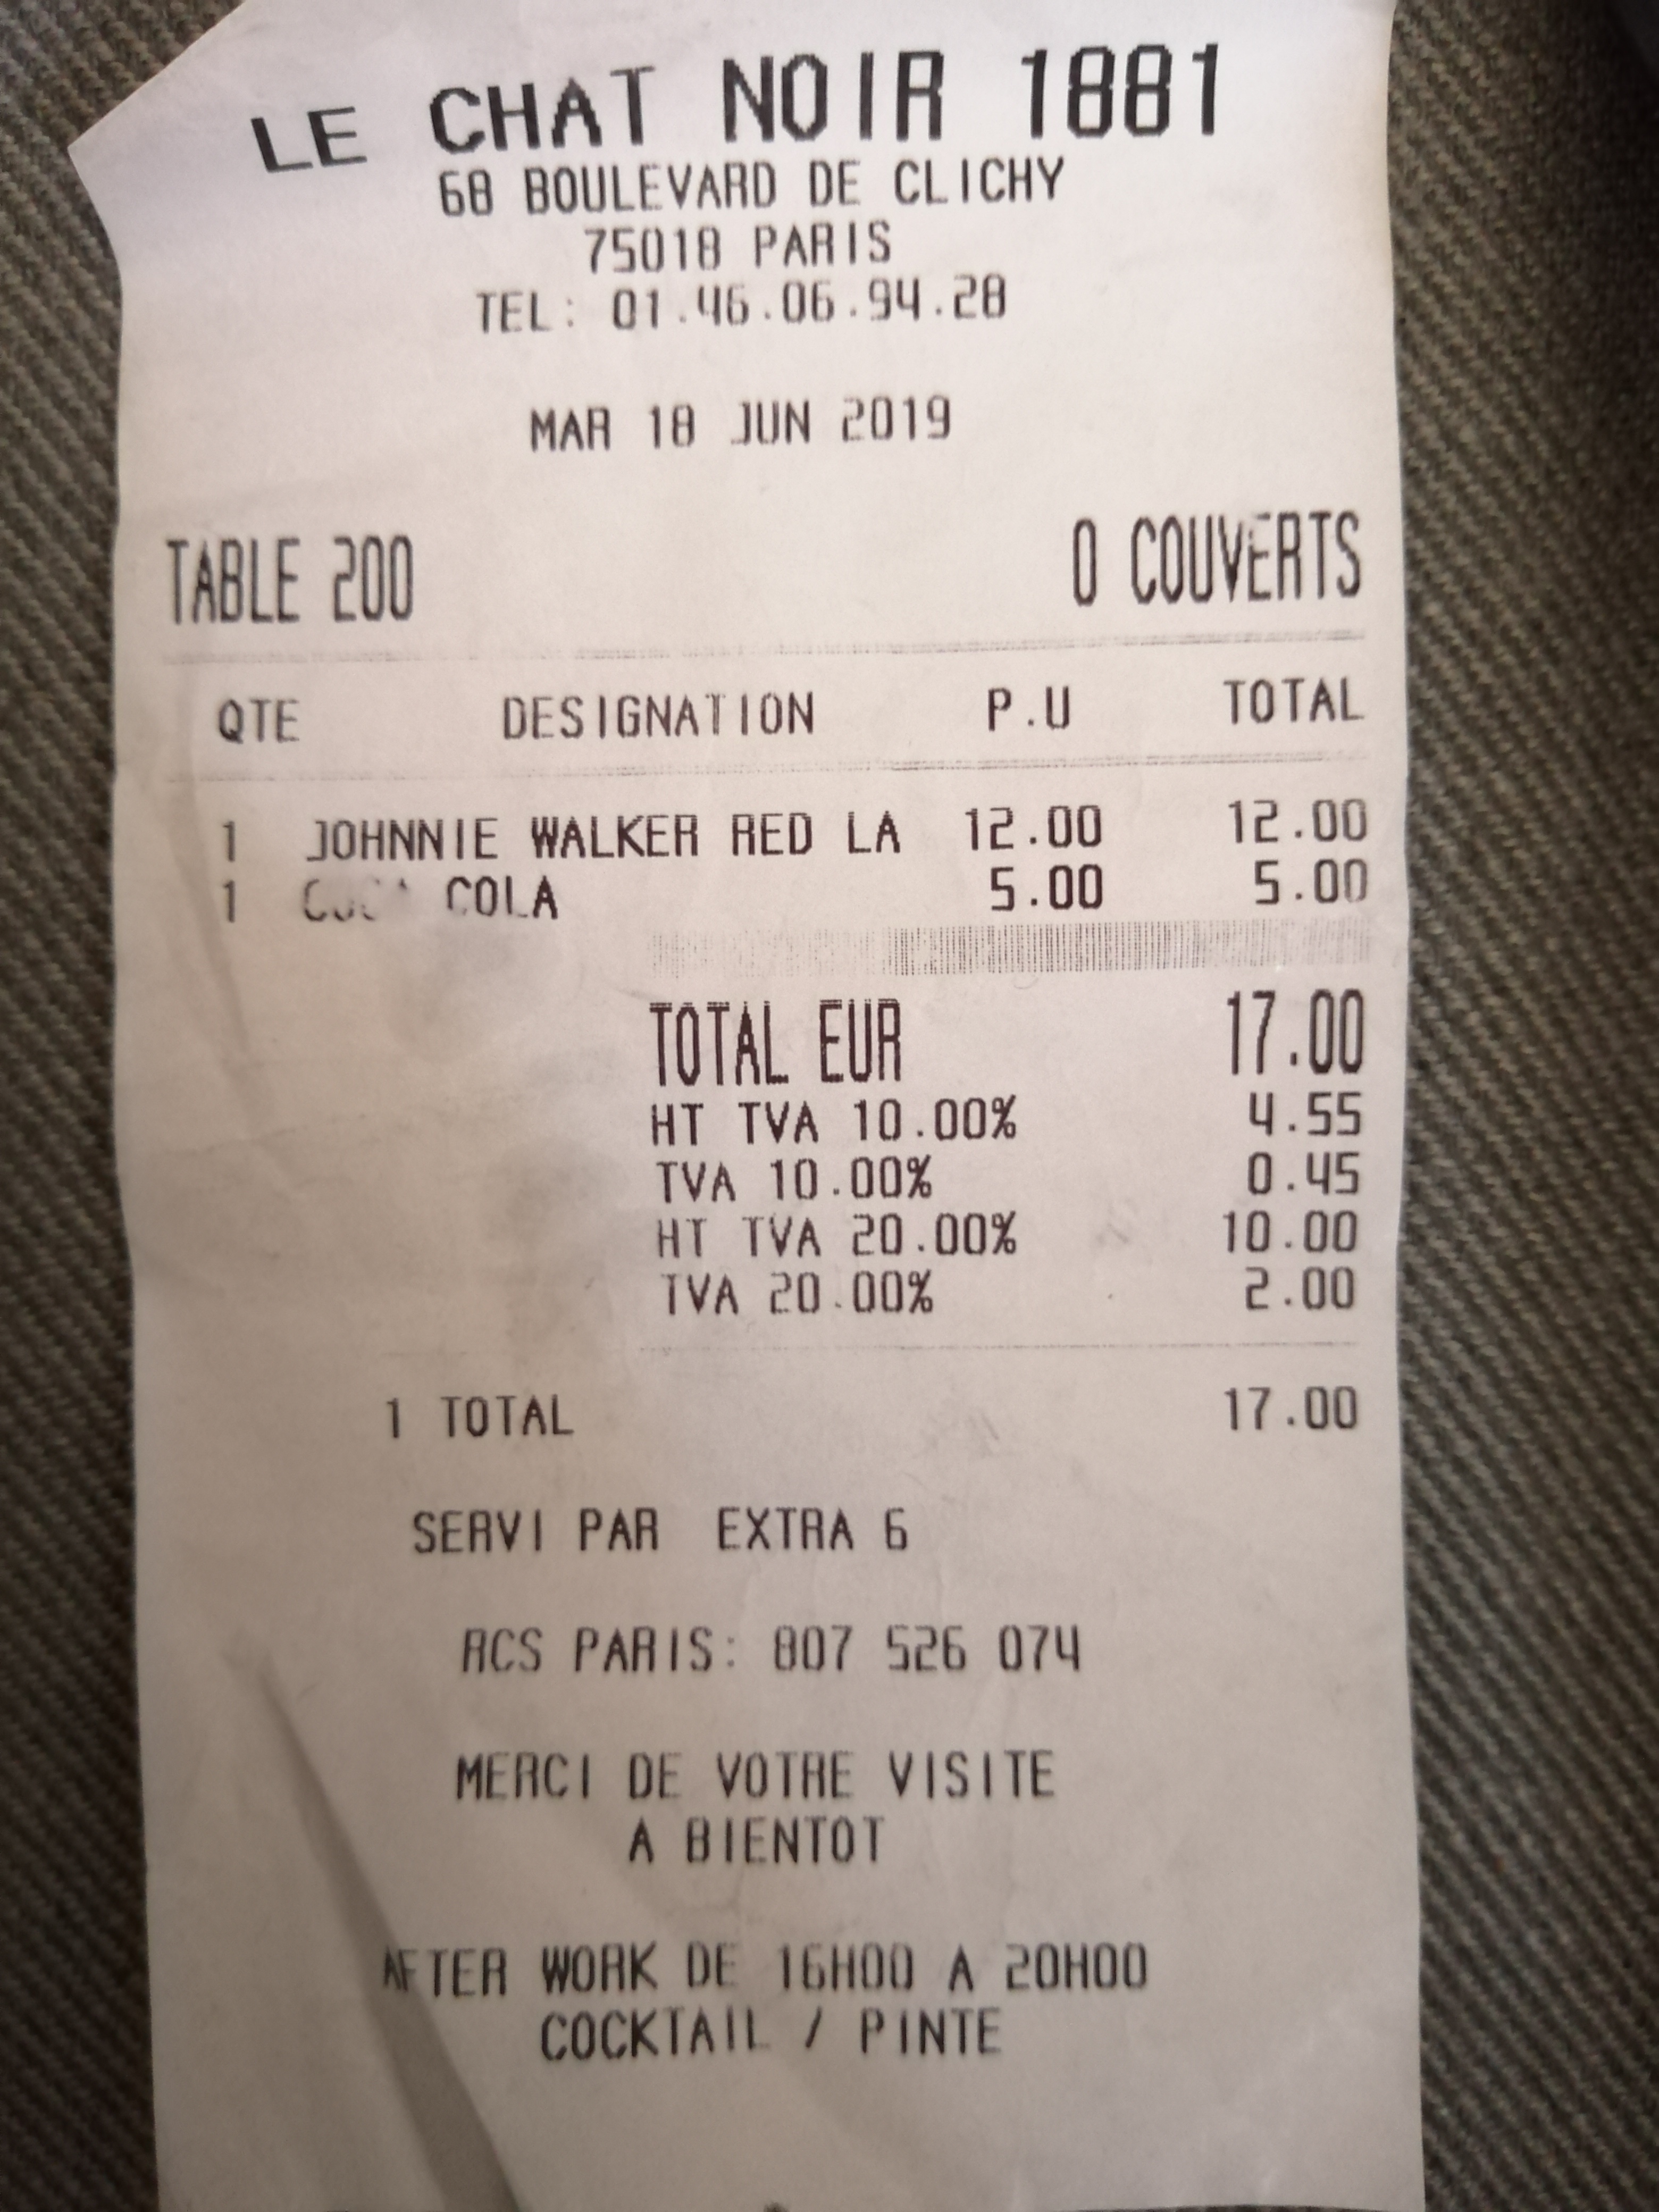 LE CHAT NOIR 1881
68 BOULEVARD DE CLICHY
75018 PARIS
TEL: 01.46.06.94.28
MAR 18 JUN 2019
TABLE 200 0 COUVERTS
QTE DESIGNATION P.U TOTAL
1 JOHNNIE WALKER RED LA 12.00 12.00
1 COCA COLA 5.00 5.00
TOTAL EUR 17.00
HT TVA 10.00% 4.55
TVA 10.00% 0.45
HT TVA 20.00% 10.00
TVA 20.00% 2.00
1 TOTAL 17.00
SERVI PAR EXTRA 6
RCS PARIS: 807 526 074
MERCI DE VOTRE VISITE
A BIENTOT
AFTER WORK DE 16H00 A 20H00
COCKTAIL / PINTE